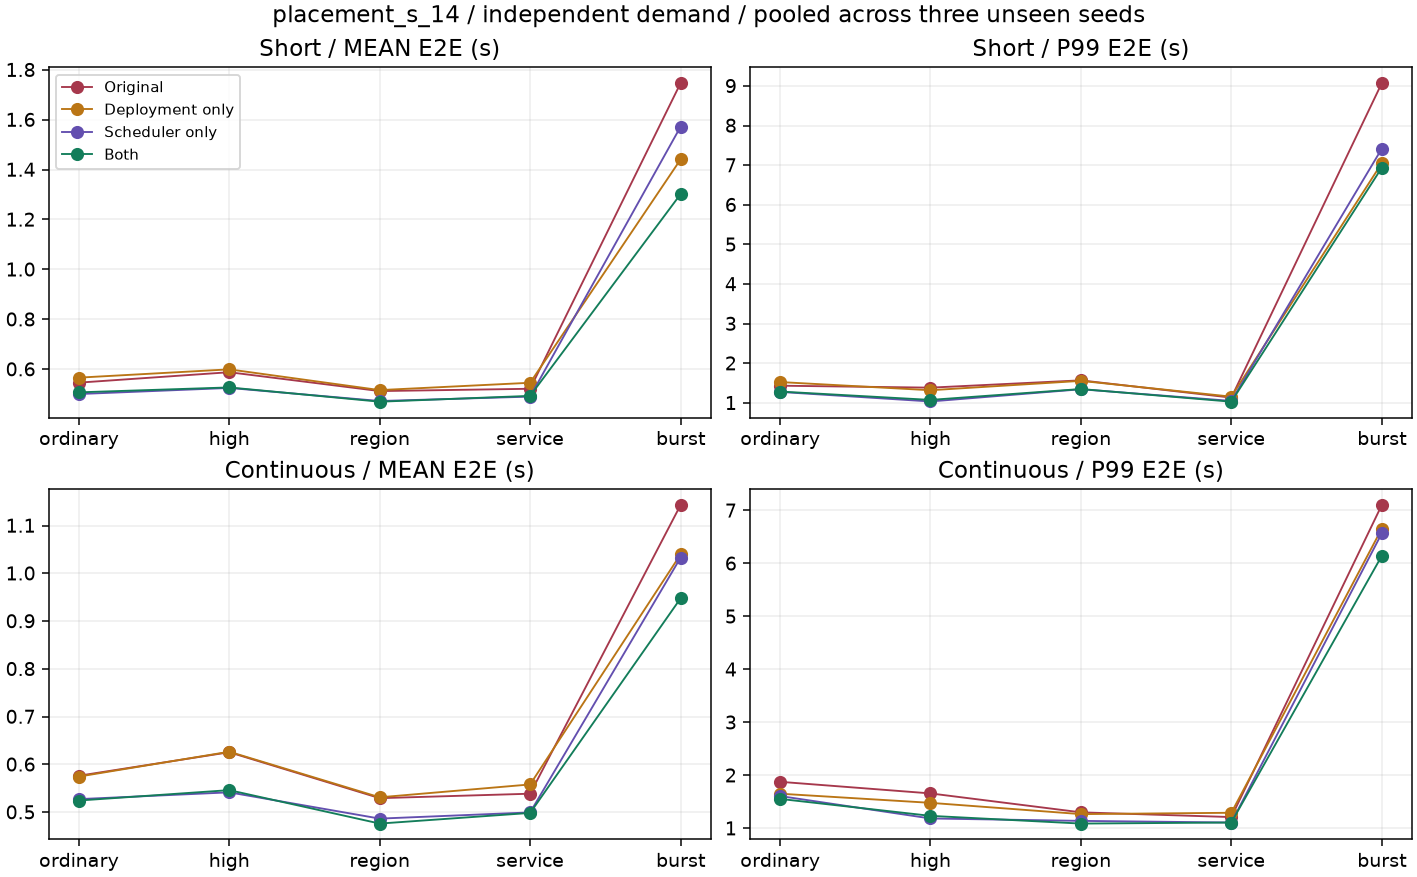 placement_s_14 / independent demand / pooled across three unseen seeds
Short / MEAN E2E (s)
1.8
1.6
1.4
1.2
1.0
0.8
0.6
Original
Deployment only
Scheduler only
Both
ordinary high region service burst
Short / P99 E2E (s)
9
8
7
6
5
4
3
2
1
ordinary high region service burst
Continuous / MEAN E2E (s)
1.1
1.0
0.9
0.8
0.7
0.6
0.5
ordinary high region service burst
Continuous / P99 E2E (s)
7
6
5
4
3
2
1
ordinary high region service burst